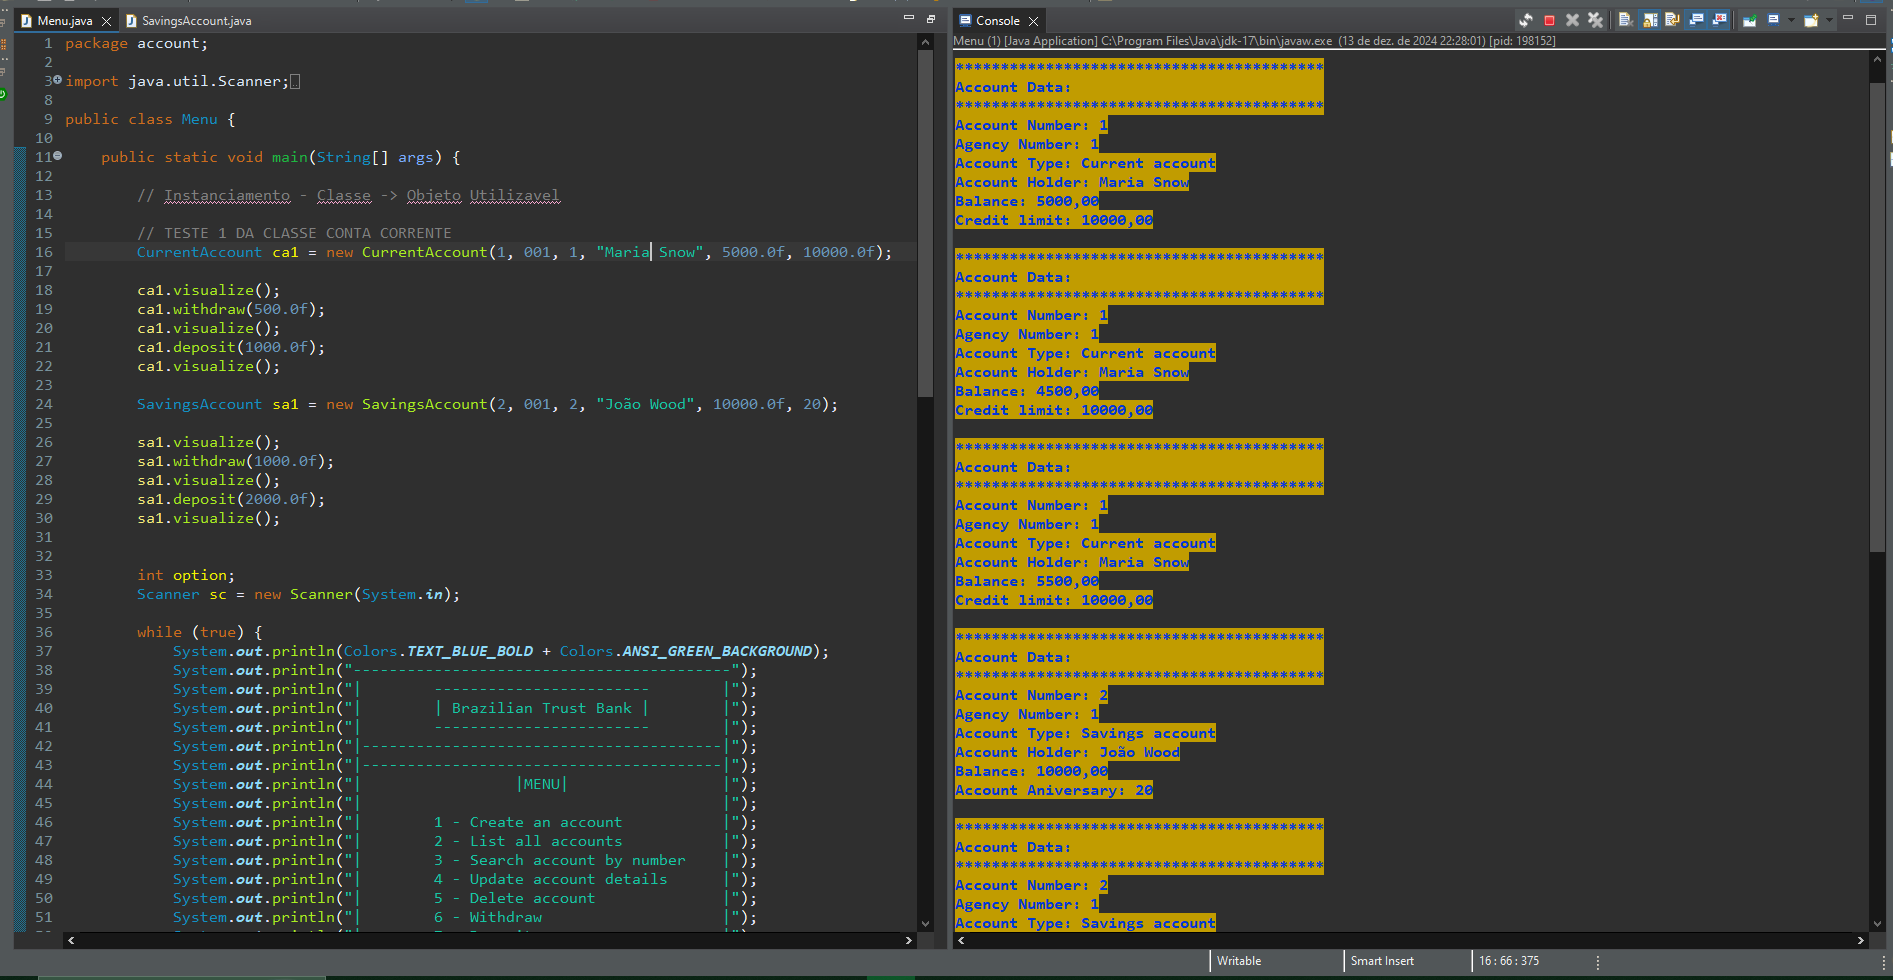 Menu.java
SavingsAccount.java
1 package account;
2
3 import java.util.Scanner;
8
9 public class Menu {
10
11 public static void main(String[] args) {
12
13 // Instanciamento - Classe -> Objeto Utilizavel
14
15 // TESTE 1 DA CLASSE CONTA CORRENTE
16 CurrentAccount ca1 = new CurrentAccount(1, 001, 1, "Maria Snow", 5000.0f, 10000.0f);
17
18 ca1.visualize();
19 ca1.withdraw(500.0f);
20 ca1.visualize();
21 ca1.deposit(1000.0f);
22 ca1.visualize();
23
24 SavingsAccount sa1 = new SavingsAccount(2, 001, 2, "João Wood", 10000.0f, 20);
25
26 sa1.visualize();
27 sa1.withdraw(1000.0f);
28 sa1.visualize();
29 sa1.deposit(2000.0f);
30 sa1.visualize();
31
32
33 int option;
34 Scanner sc = new Scanner(System.in);
35
36 while (true) {
37 System.out.println(Colors.TEXT_BLUE_BOLD + Colors.ANSI_GREEN_BACKGROUND);
38 System.out.println("------------------------------------------");
39 System.out.println("|        ------------------------        |");
40 System.out.println("|        | Brazilian Trust Bank |        |");
41 System.out.println("|        ------------------------        |");
42 System.out.println("|----------------------------------------|");
43 System.out.println("|----------------------------------------|");
44 System.out.println("|                 |MENU|                 |");
45 System.out.println("|                                        |");
46 System.out.println("|        1 - Create an account           |");
47 System.out.println("|        2 - List all accounts           |");
48 System.out.println("|        3 - Search account by number    |");
49 System.out.println("|        4 - Update account details      |");
50 System.out.println("|        5 - Delete account              |");
51 System.out.println("|        6 - Withdraw                    |");
Console
Menu (1) [Java Application] C:\Program Files\Java\jdk-17\bin\javaw.exe (13 de dez. de 2024 22:28:01) [pid: 198152]
*****************************************
Account Data:
*****************************************
Account Number: 1
Agency Number: 1
Account Type: Current account
Account Holder: Maria Snow
Balance: 5000,00
Credit limit: 10000,00
*****************************************
Account Data:
*****************************************
Account Number: 1
Agency Number: 1
Account Type: Current account
Account Holder: Maria Snow
Balance: 4500,00
Credit limit: 10000,00
*****************************************
Account Data:
*****************************************
Account Number: 1
Agency Number: 1
Account Type: Current account
Account Holder: Maria Snow
Balance: 5500,00
Credit limit: 10000,00
*****************************************
Account Data:
*****************************************
Account Number: 2
Agency Number: 1
Account Type: Savings account
Account Holder: João Wood
Balance: 10000,00
Account Aniversary: 20
*****************************************
Account Data:
*****************************************
Account Number: 2
Agency Number: 1
Account Type: Savings account
Writable
Smart Insert
16 : 66 : 375